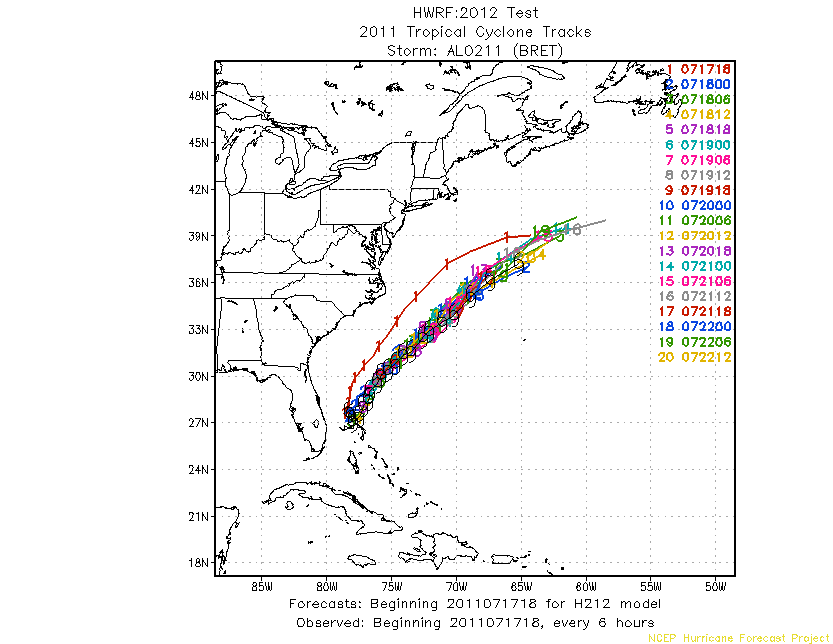 HWRF:2012 Test
2011 Tropical Cyclone Tracks
Storm: AL0211 (BRET)
1 071718
2 071800
3 071806
4 071812
5 071818
6 071900
7 071906
8 071912
9 071918
10 072000
11 072006
12 072012
13 072018
14 072100
15 072106
16 072112
17 072118
18 072200
19 072206
20 072212
48N
45N
42N
39N
36N
33N
30N
27N
24N
21N
18N
85W 80W 75W 70W 65W 60W 55W 50W
Forecasts: Beginning 2011071718 for H212 model
Observed: Beginning 2011071718, every 6 hours
NCEP Hurricane Forecast Project